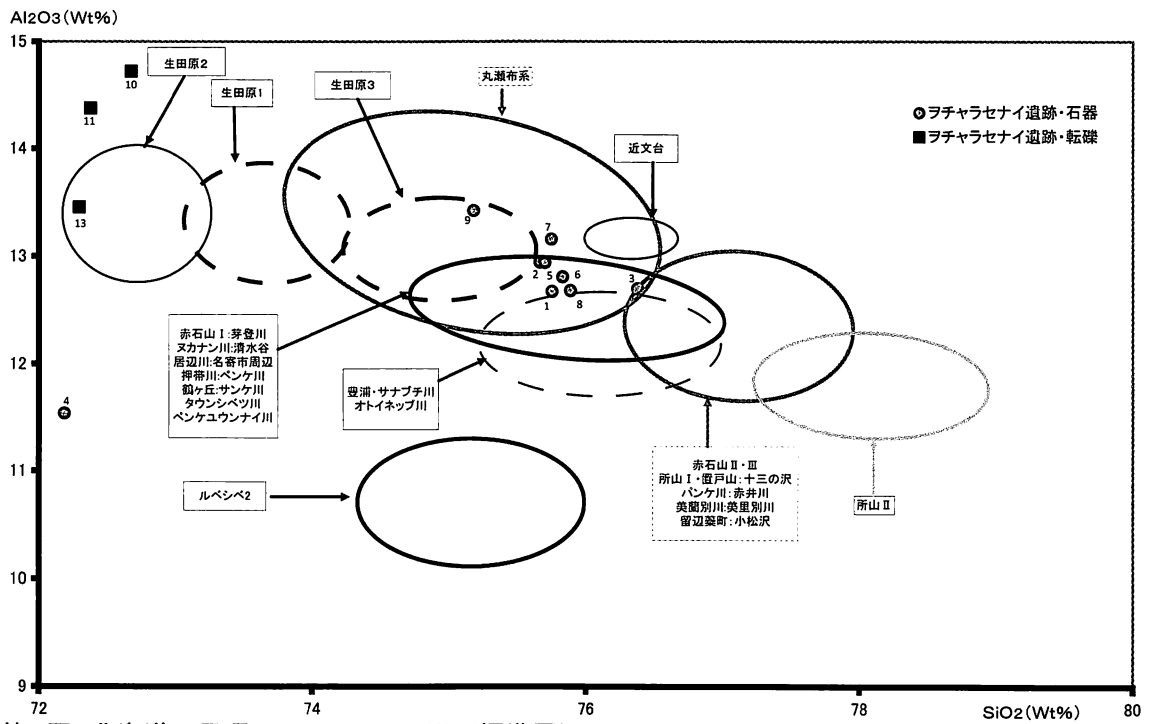 Al2O3(Wt%)
15
14
13
12
11
10
9
生田原2
生田原1
生田原3
丸瀬布系
近文台
ヲチャラセナイ遺跡・石器
ヲチャラセナイ遺跡・転礫
10
11
13
9
7
2
5
6
3
1
8
4
赤石山Ⅰ:芽登川
ヌカナン川:清水谷
居辺川:名寄市周辺
押帯川:ペンケ川
鶴ヶ丘:サンケ川
タウンシベツ川
ペンケユウンナイ川
豊浦・サナブチ川
オトイネップ川
赤石山Ⅱ・Ⅲ
所山Ⅰ・置戸山:十三の沢
パンケ川:赤井川
美蘭別川:美里別川
留辺蘂町:小松沢
所山Ⅱ
ルベシベ2
72
74
76
78
80
SiO2(Wt%)